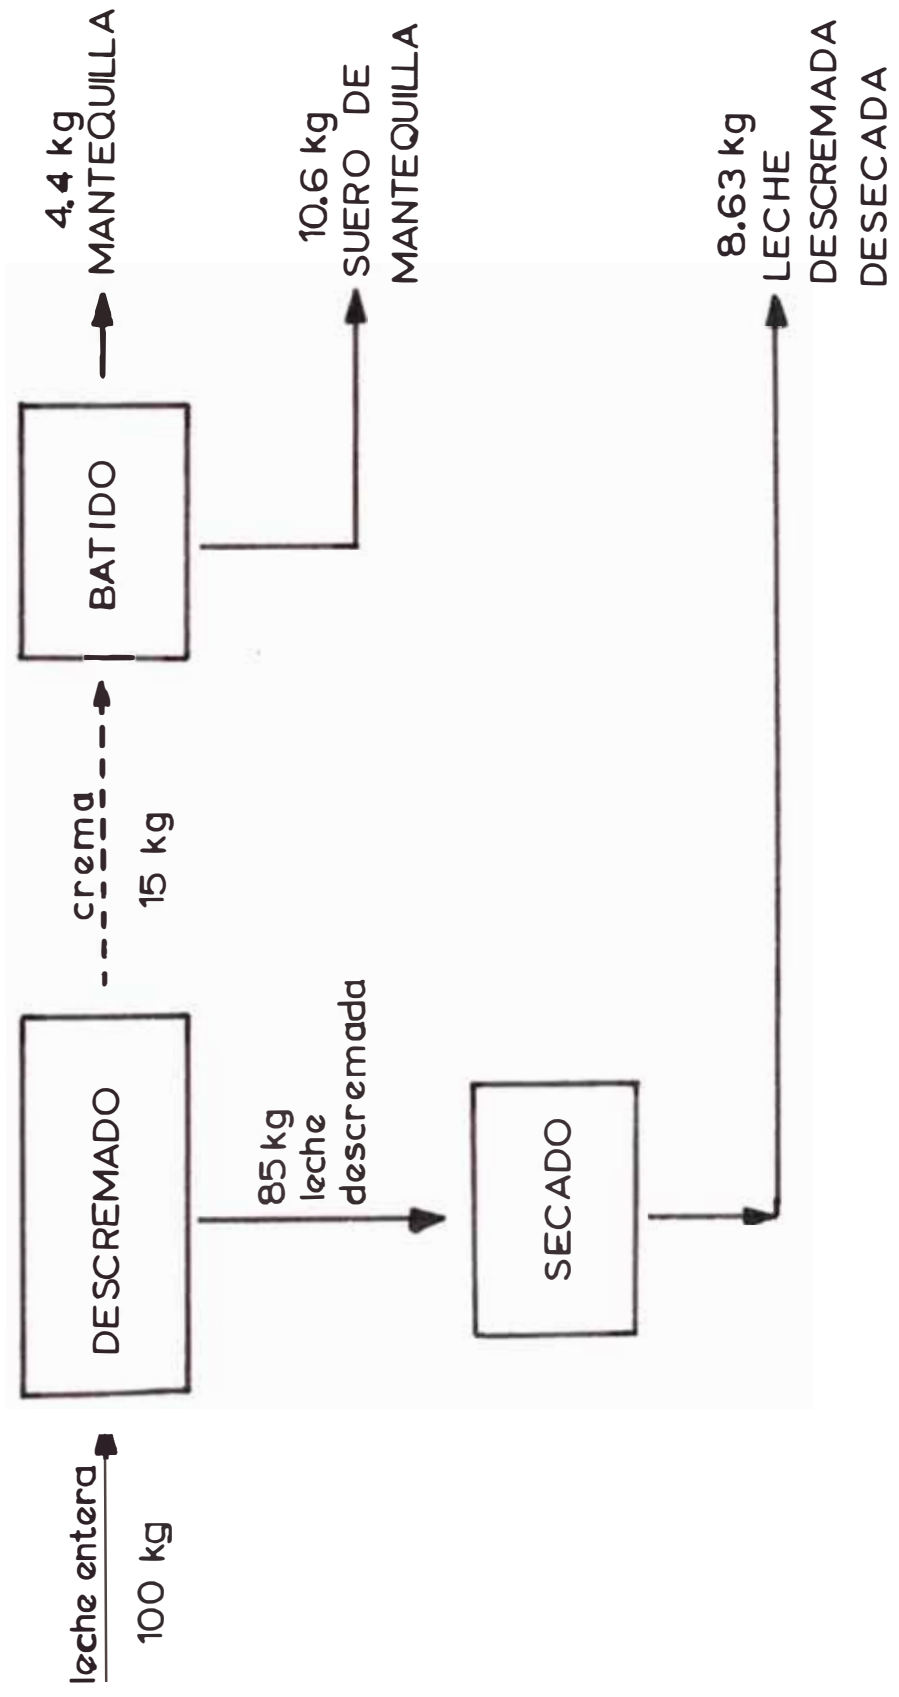 leche entera
100 kg
DESCREMADO
crema
15 kg
BATIDO
4.4 kg
MANTEQUILLA
10.6 kg
SUERO DE
MANTEQUILLA
85 kg
leche
descremada
SECADO
8.63 kg
LECHE
DESCREMADA
DESECADA